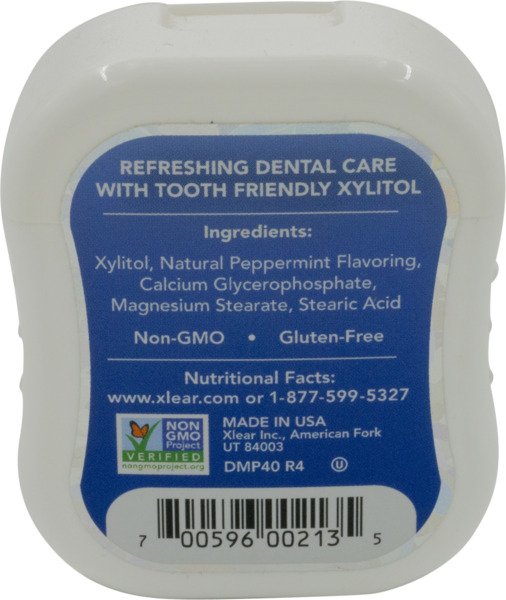 REFRESHING DENTAL CARE
WITH TOOTH FRIENDLY XYLITOL
Ingredients:
Xylitol, Natural Peppermint Flavoring,
Calcium Glycerophosphate,
Magnesium Stearate, Stearic Acid
Non-GMO • Gluten-Free
Nutritional Facts:
www.xlear.com or 1-877-599-5327
NON
GMO
Project
VERIFIED
nongmoproject.org
MADE IN USA
Xlear Inc., American Fork
UT 84003
DMP40 R4 U
7 00596 00213 5